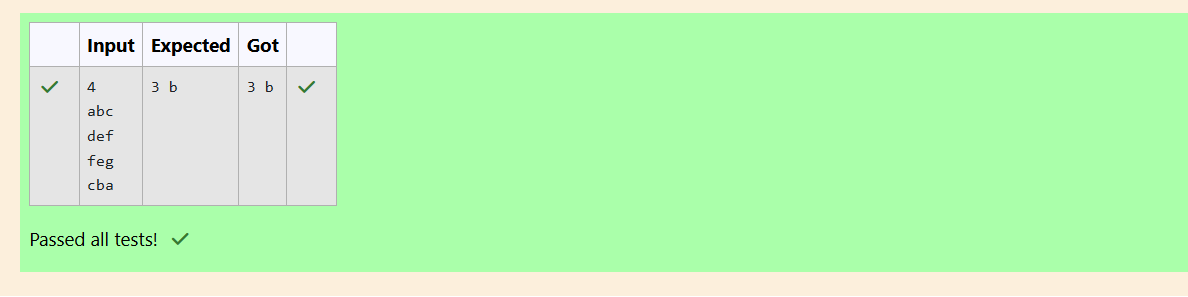 Input Expected Got
4 3 b 3 b
abc
def
feg
cba
Passed all tests!